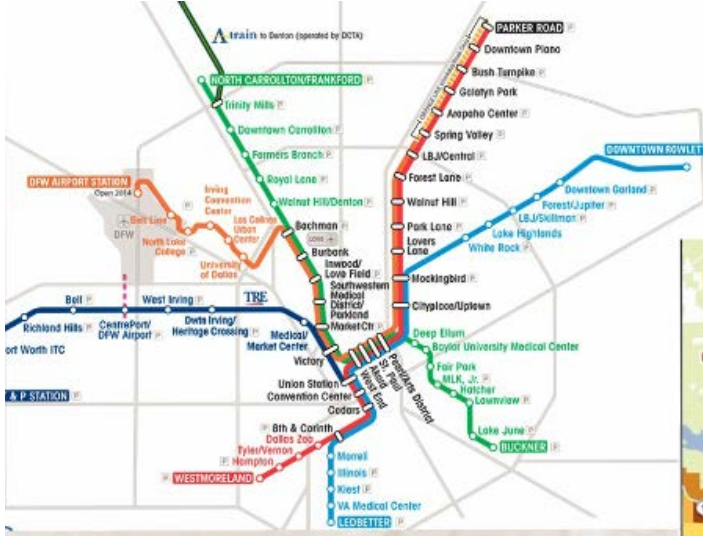 A train to Denton (operated by DCTA)
PARKER ROAD P
Downtown Plano
Bush Turnpike P
Galatyn Park
Arapaho Center P
Spring Valley P
LBJ/Central P
Forest Lane P
Walnut Hill P
Park Lane P
Lovers
Lane
Mockingbird P
Cityplace/Uptown
NORTH CARROLLTON/FRANKFORD P
Trinity Mills P
Downtown Carrollton P
Farmers Branch P
Royal Lane P
Walnut Hill/Denton P
Bachman P
LOVE
Burbank
Inwood/
Love Field P
Southwestern
Medical
District/
Parkland
Market Ctr P
Victory
DFW AIRPORT STATION
Open 2014
DFW
Belt Line P
North Lake
College P
Irving
Convention
Center
Las Colinas
Urban
Center
University
of Dallas
DOWNTOWN ROWLETT
Downtown Garland P
Forest/Jupiter P
LBJ/Skillman P
Lake Highlands
White Rock P
TRE
Bell P
West Irving P
Richland Hills P
CentrePort/
DFW Airport P
Dwtn Irving/
Heritage Crossing P
Medical/
Market Center
ort Worth ITC
& P STATION P
Deep Ellum
Baylor University Medical Center
Fair Park
MLK, Jr. P
Hatcher
Lawnview P
Lake June P
BUCKNER P
Pearl/Arts District
St. Paul
Akard
West End
Union Station
Convention Center
Cedars
P 8th & Corinth
Dallas Zoo
Tyler/Vernon
P Hampton
P WESTMORELAND
Morrell
Illinois P
Kiest P
VA Medical Center
LEDBETTER P